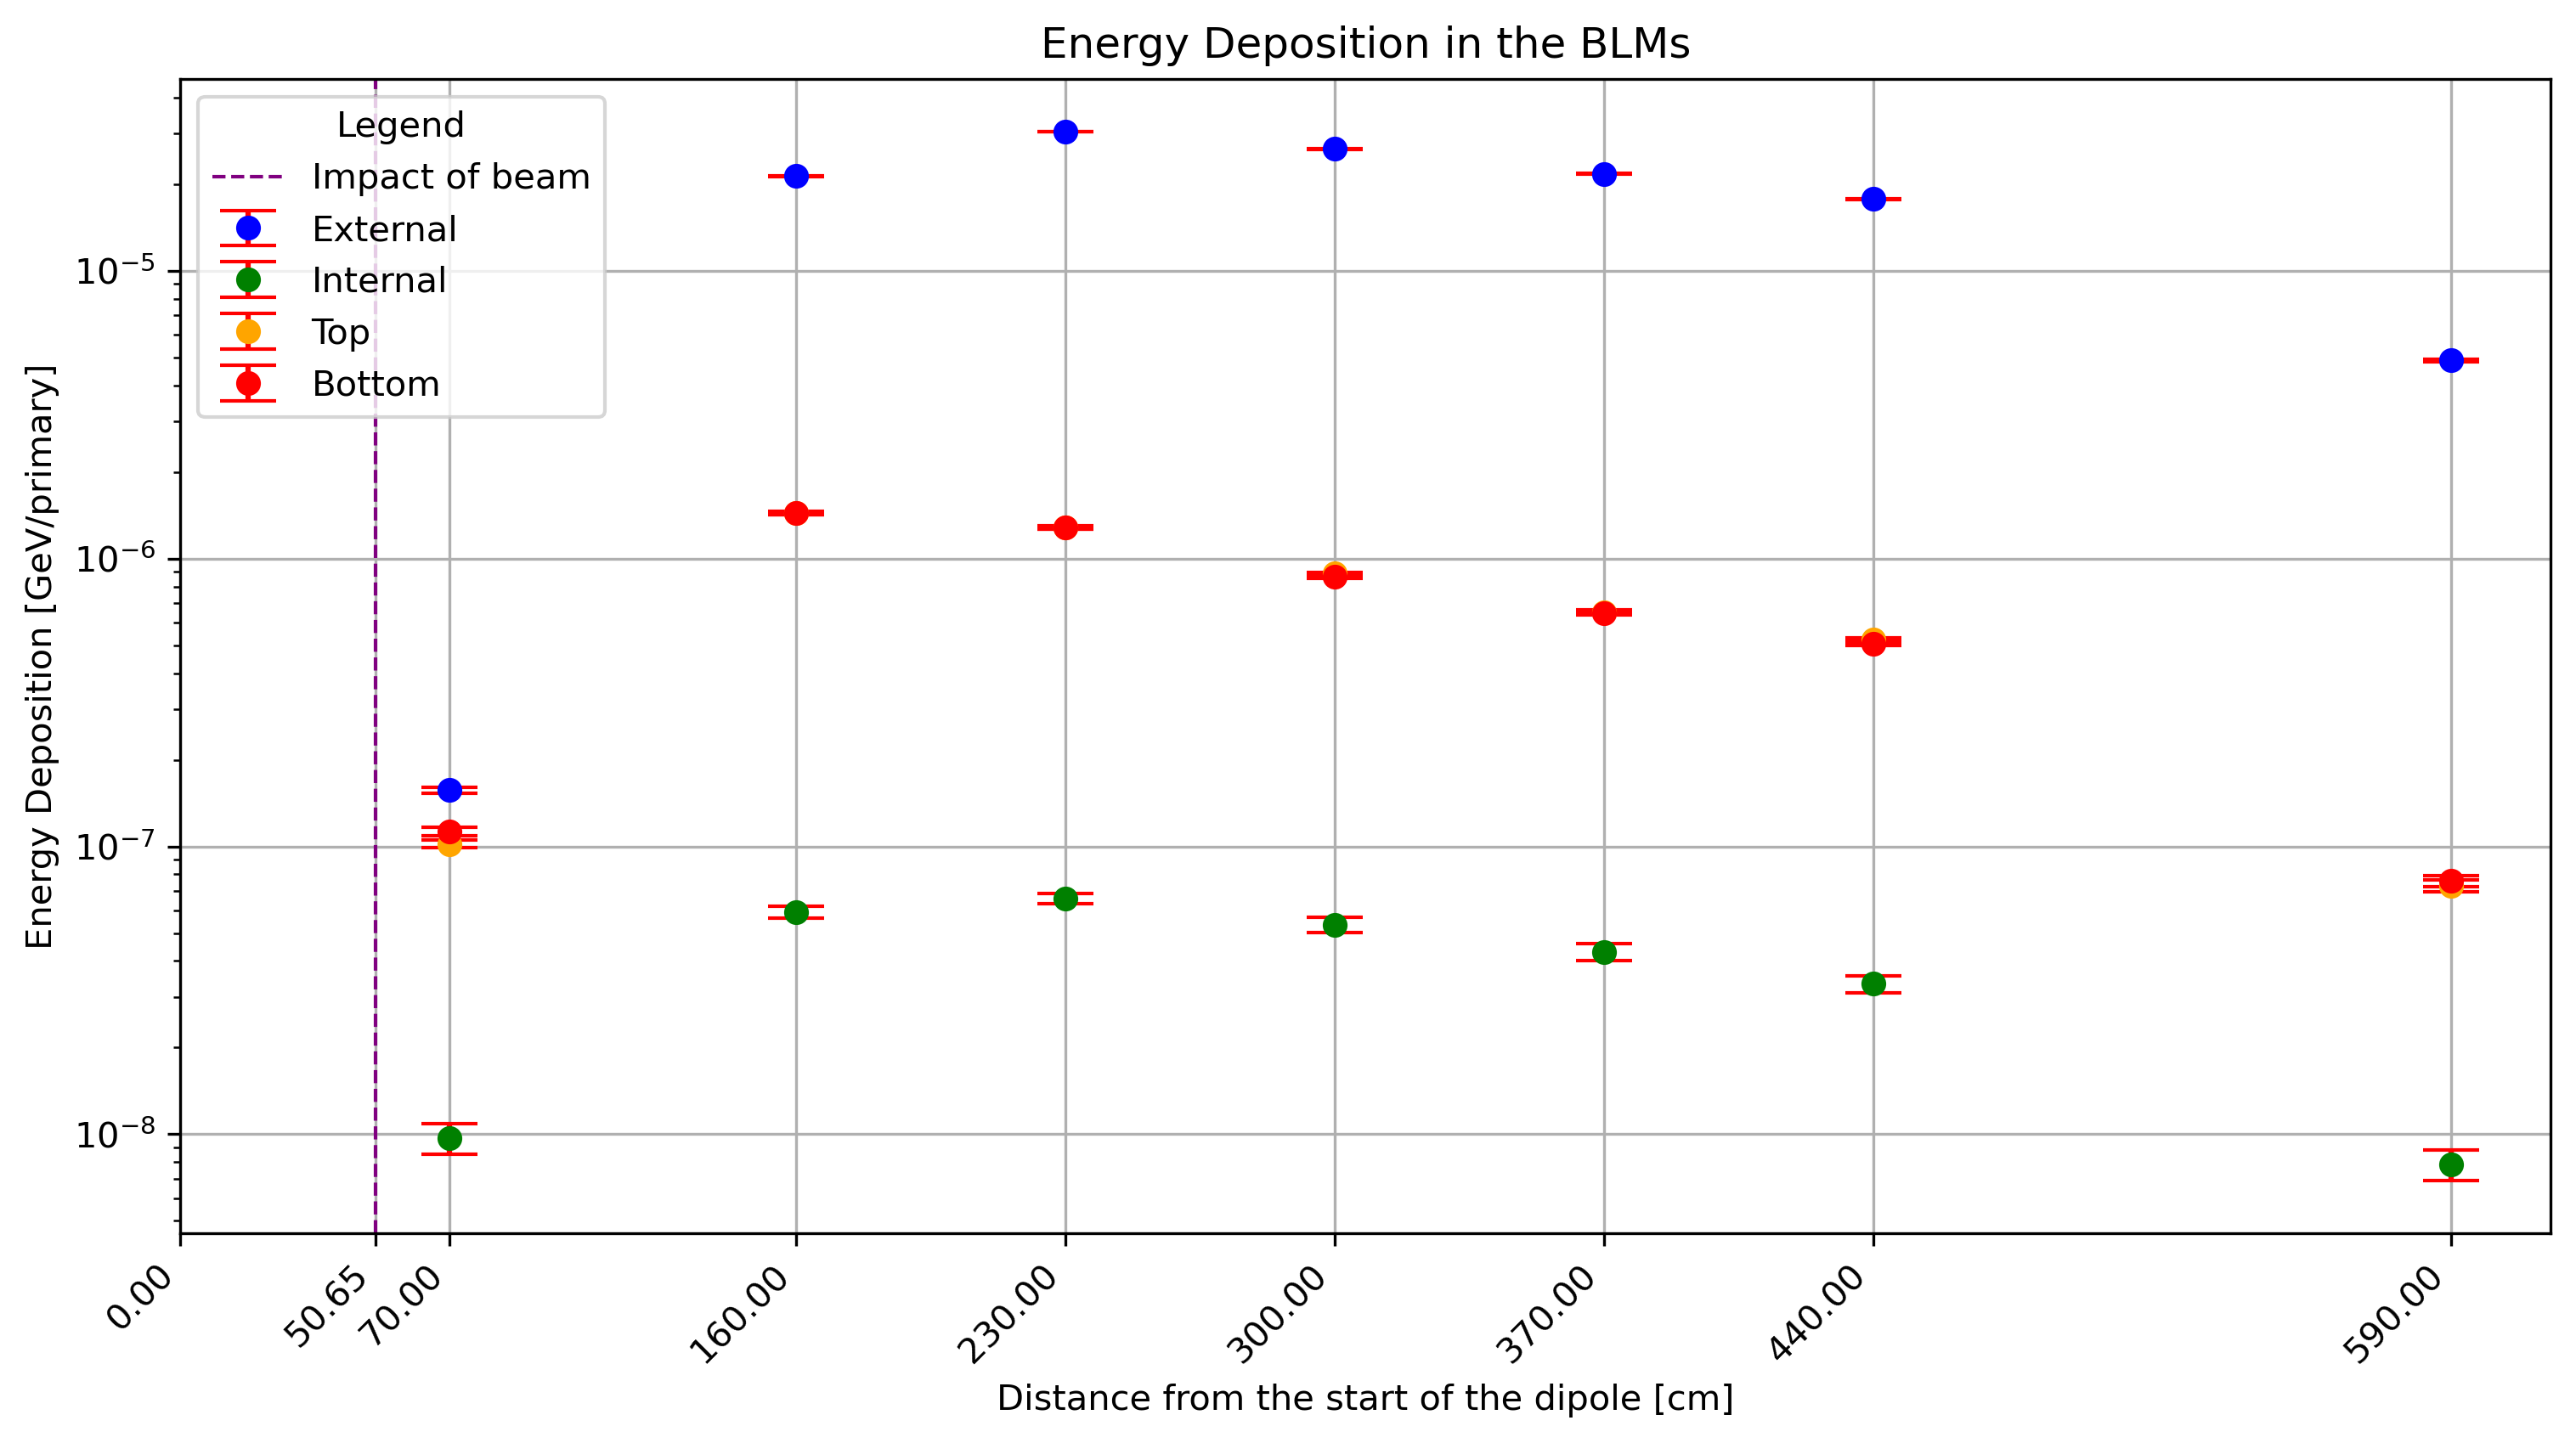 Energy Deposition in the BLMs
Legend
Impact of beam
External
Internal
Top
Bottom
Energy Deposition [GeV/primary]
10⁻⁵
10⁻⁶
10⁻⁷
10⁻⁸
0.00
50.65
70.00
160.00
230.00
300.00
370.00
440.00
590.00
Distance from the start of the dipole [cm]